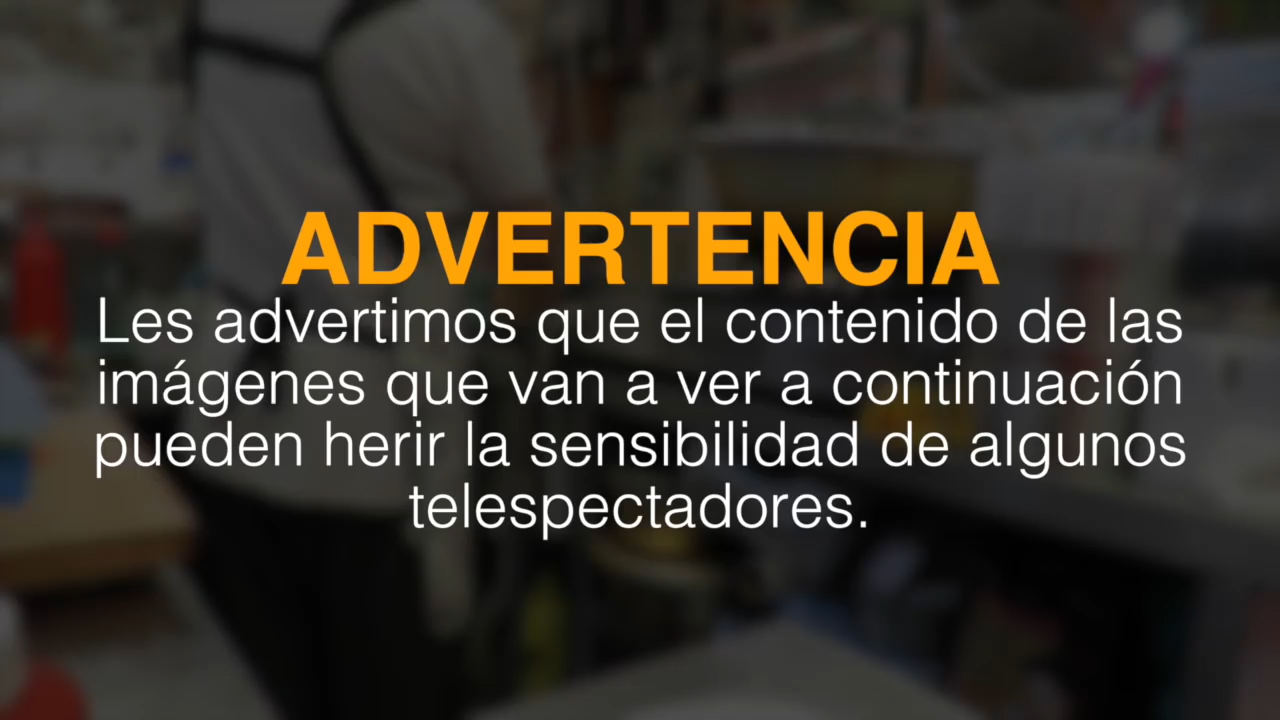 ADVERTENCIA
Les advertimos que el contenido de las
imágenes que van a ver a continuación
pueden herir la sensibilidad de algunos
telespectadores.